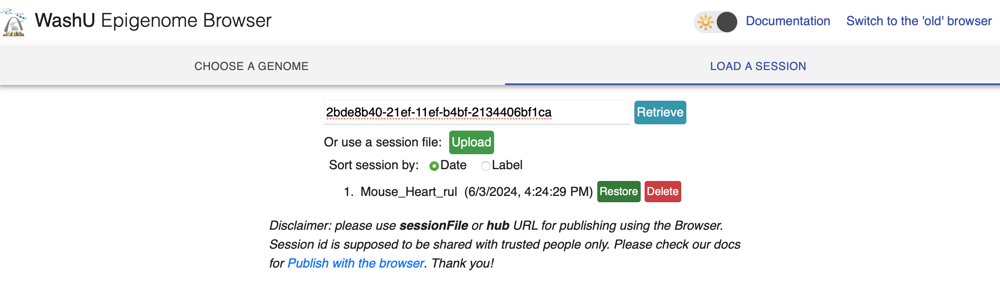 WashU Epigenome Browser
Documentation
Switch to the 'old' browser
CHOOSE A GENOME
LOAD A SESSION
2bde8b40-21ef-11ef-b4bf-2134406bf1ca
Retrieve
Or use a session file: Upload
Sort session by: Date Label
1. Mouse_Heart_rul (6/3/2024, 4:24:29 PM) Restore Delete
Disclaimer: please use sessionFile or hub URL for publishing using the Browser.
Session id is supposed to be shared with trusted people only. Please check our docs
for Publish with the browser. Thank you!